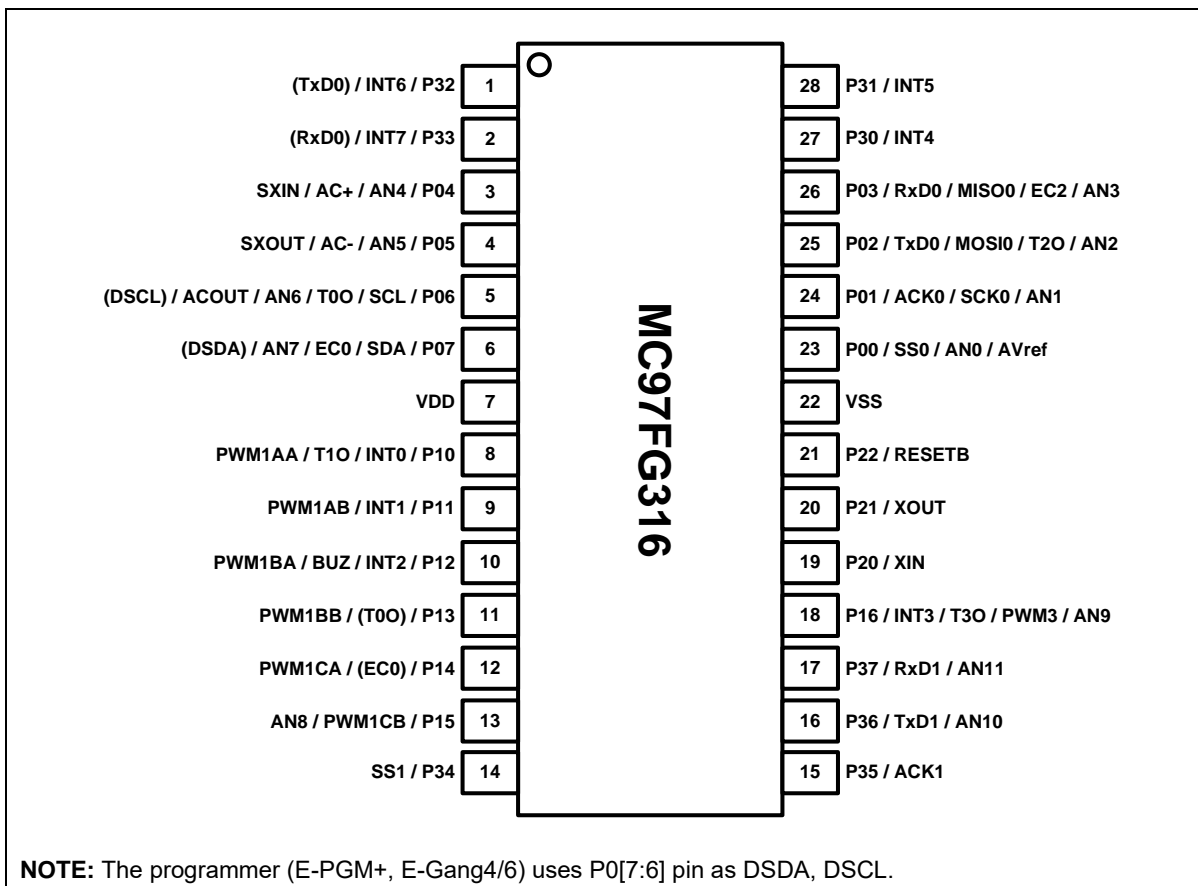 (TxD0) / INT6 / P32 1
28 P31 / INT5
(RxD0) / INT7 / P33 2
27 P30 / INT4
SXIN / AC+ / AN4 / P04 3
26 P03 / RxD0 / MISO0 / EC2 / AN3
SXOUT / AC- / AN5 / P05 4
25 P02 / TxD0 / MOSI0 / T2O / AN2
(DSCL) / ACOUT / AN6 / T0O / SCL / P06 5
24 P01 / ACK0 / SCK0 / AN1
(DSDA) / AN7 / EC0 / SDA / P07 6
23 P00 / SS0 / AN0 / AVref
VDD 7
22 VSS
PWM1AA / T1O / INT0 / P10 8
21 P22 / RESETB
PWM1AB / INT1 / P11 9
20 P21 / XOUT
PWM1BA / BUZ / INT2 / P12 10
19 P20 / XIN
PWM1BB / (T0O) / P13 11
18 P16 / INT3 / T3O / PWM3 / AN9
PWM1CA / (EC0) / P14 12
17 P37 / RxD1 / AN11
AN8 / PWM1CB / P15 13
16 P36 / TxD1 / AN10
SS1 / P34 14
15 P35 / ACK1
MC97FG316
NOTE: The programmer (E-PGM+, E-Gang4/6) uses P0[7:6] pin as DSDA, DSCL.